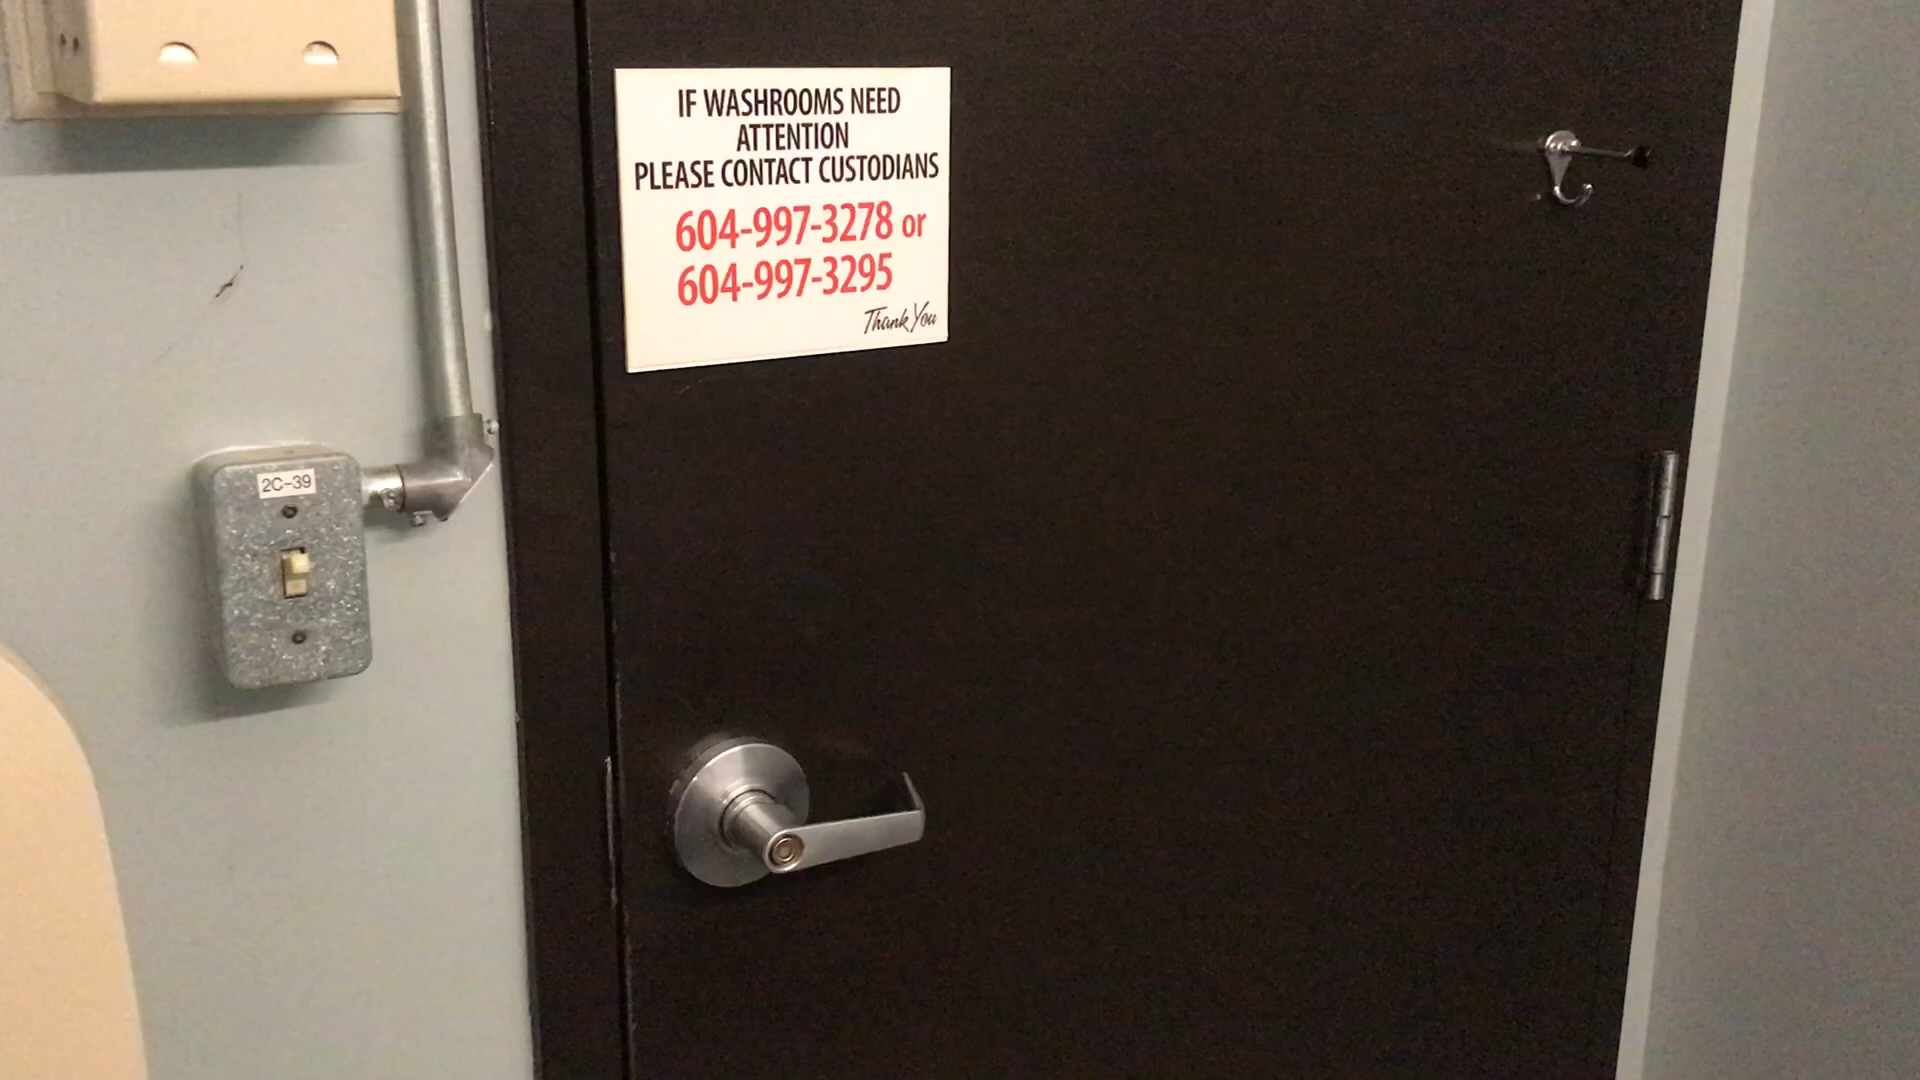 IF WASHROOMS NEED
ATTENTION
PLEASE CONTACT CUSTODIANS
604-997-3278 or
604-997-3295
Thank You
2C-39